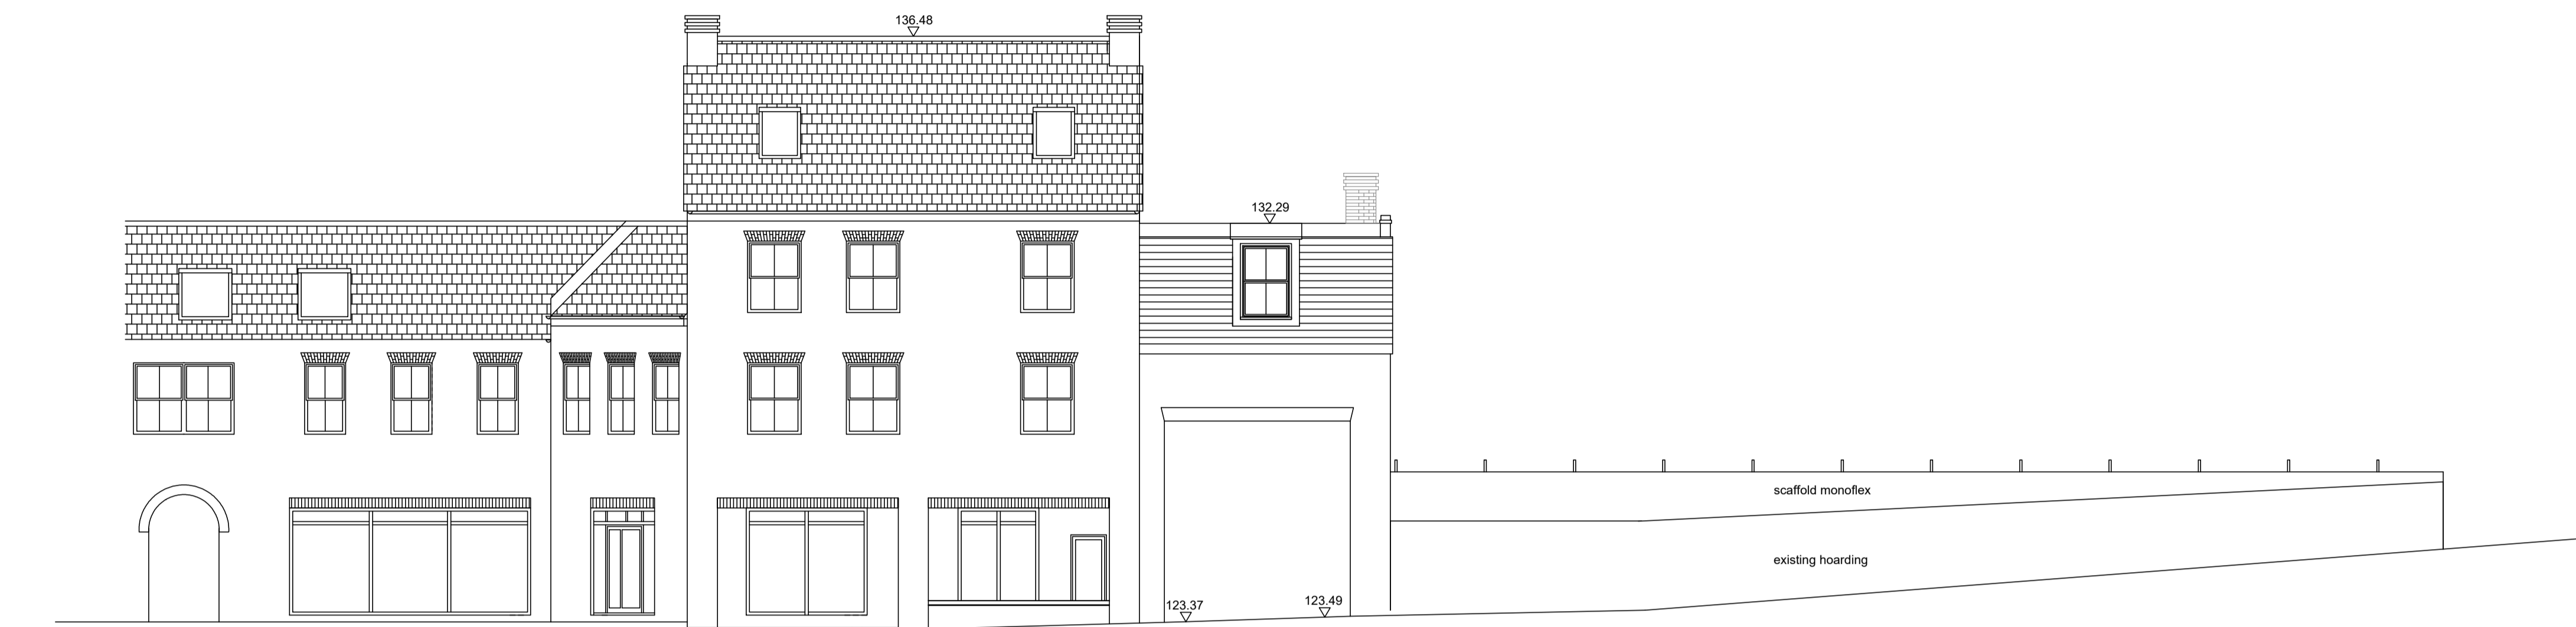 136.48
132.29
scaffold monoflex
existing hoarding
123.37
123.49